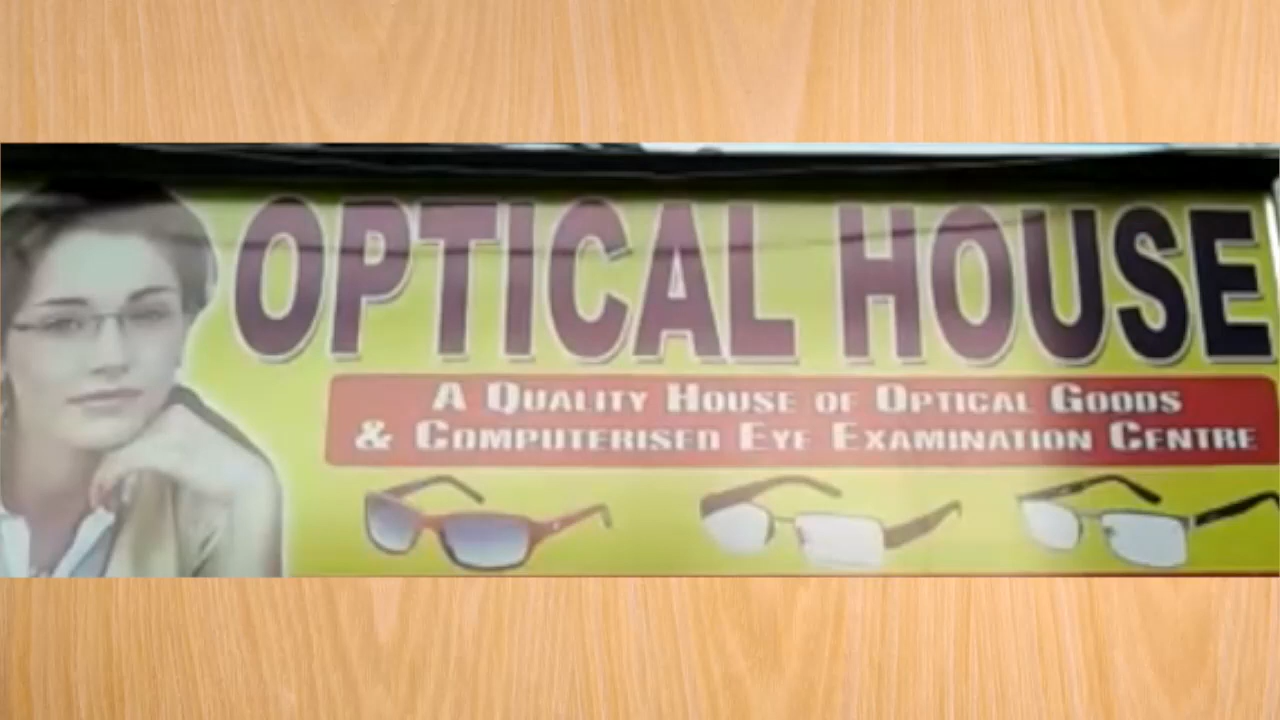 OPTICAL HOUSE
A QUALITY HOUSE OF OPTICAL GOODS
& COMPUTERISED EYE EXAMINATION CENTRE